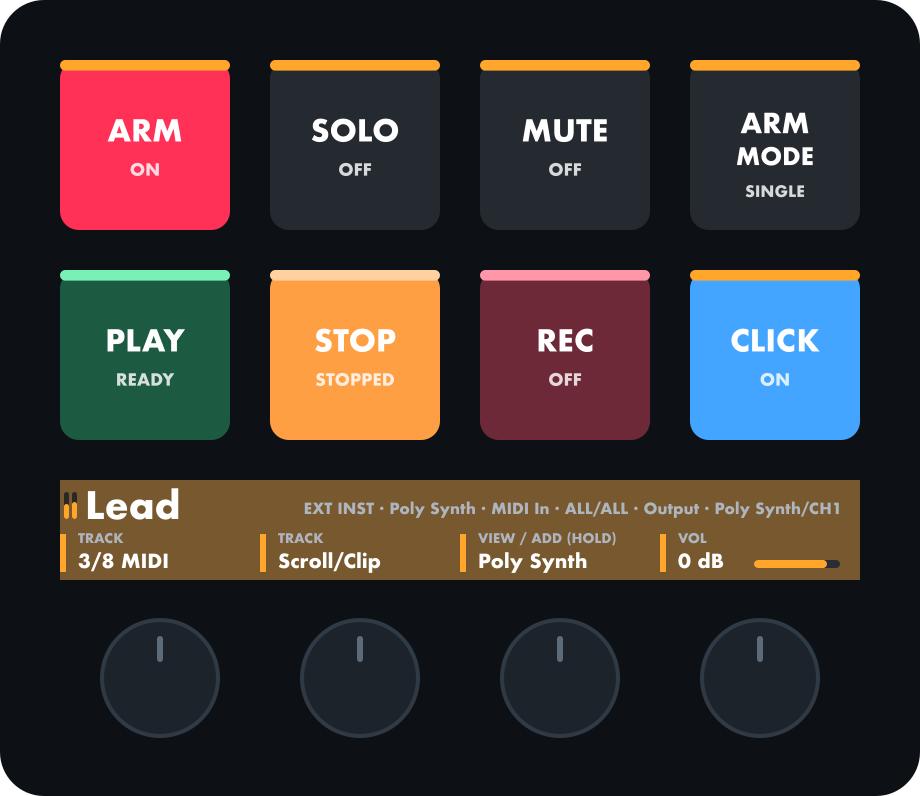 ARM
ON
SOLO
OFF
MUTE
OFF
ARM
MODE
SINGLE
PLAY
READY
STOP
STOPPED
REC
OFF
CLICK
ON
Lead
EXT INST · Poly Synth · MIDI In · ALL/ALL · Output · Poly Synth/CH1
TRACK
3/8 MIDI
TRACK
Scroll/Clip
VIEW / ADD (HOLD)
Poly Synth
VOL
0 dB